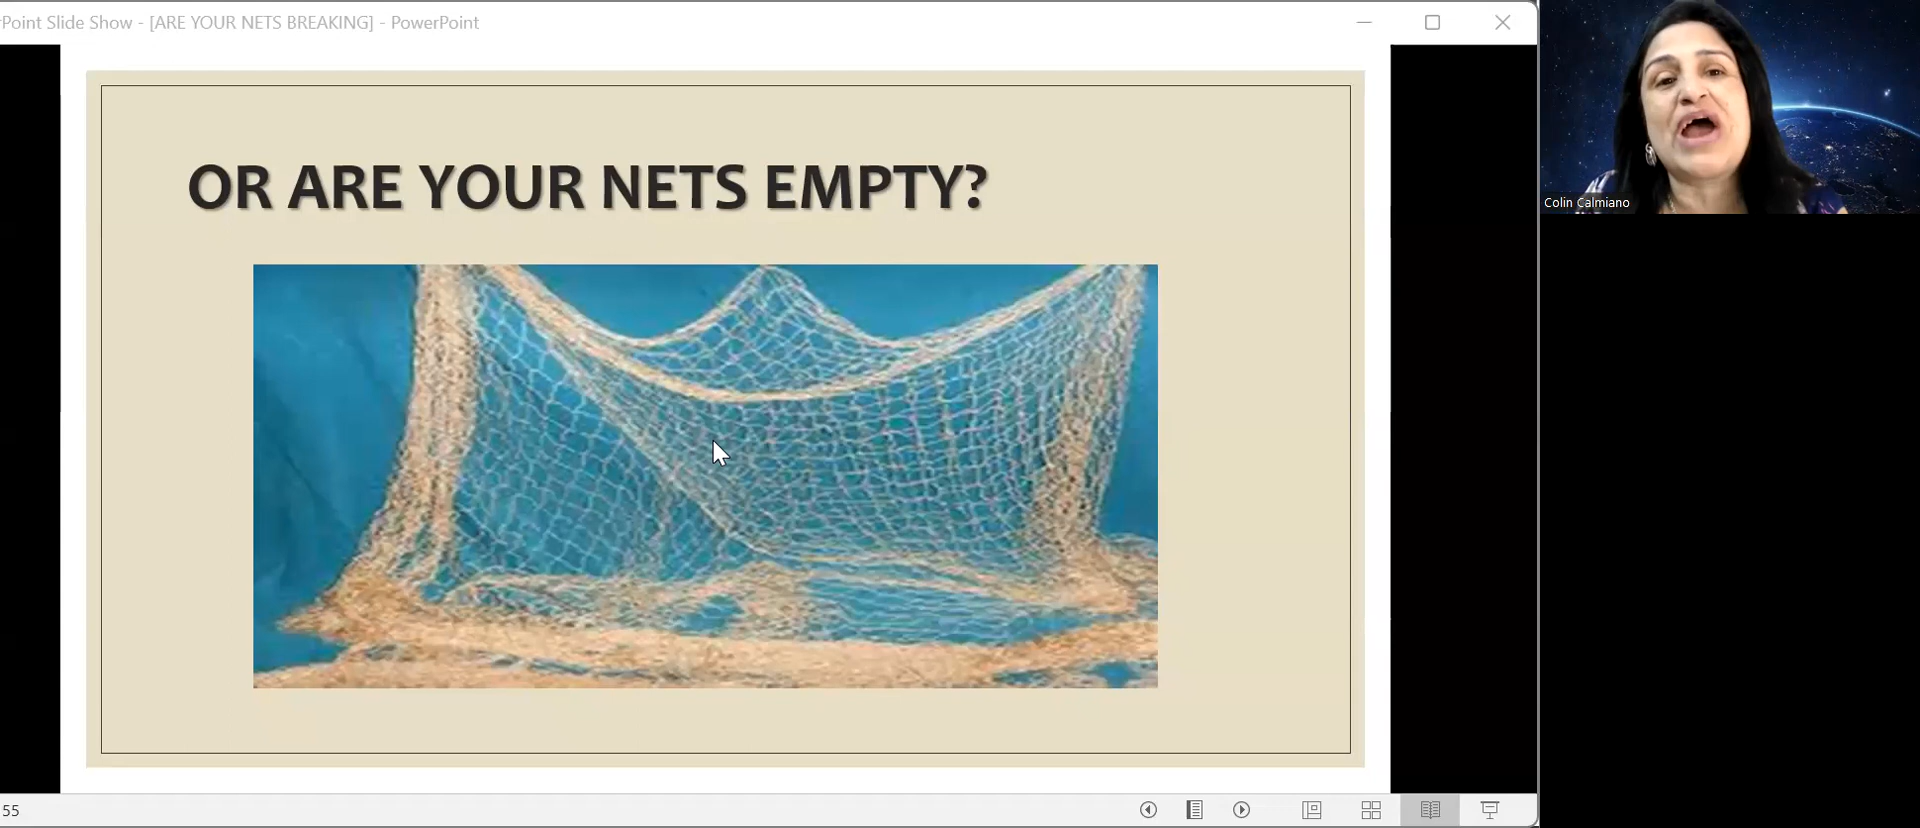 Point Slide Show - [ARE YOUR NETS BREAKING] - PowerPoint
OR ARE YOUR NETS EMPTY?
Colin Calmiano
55